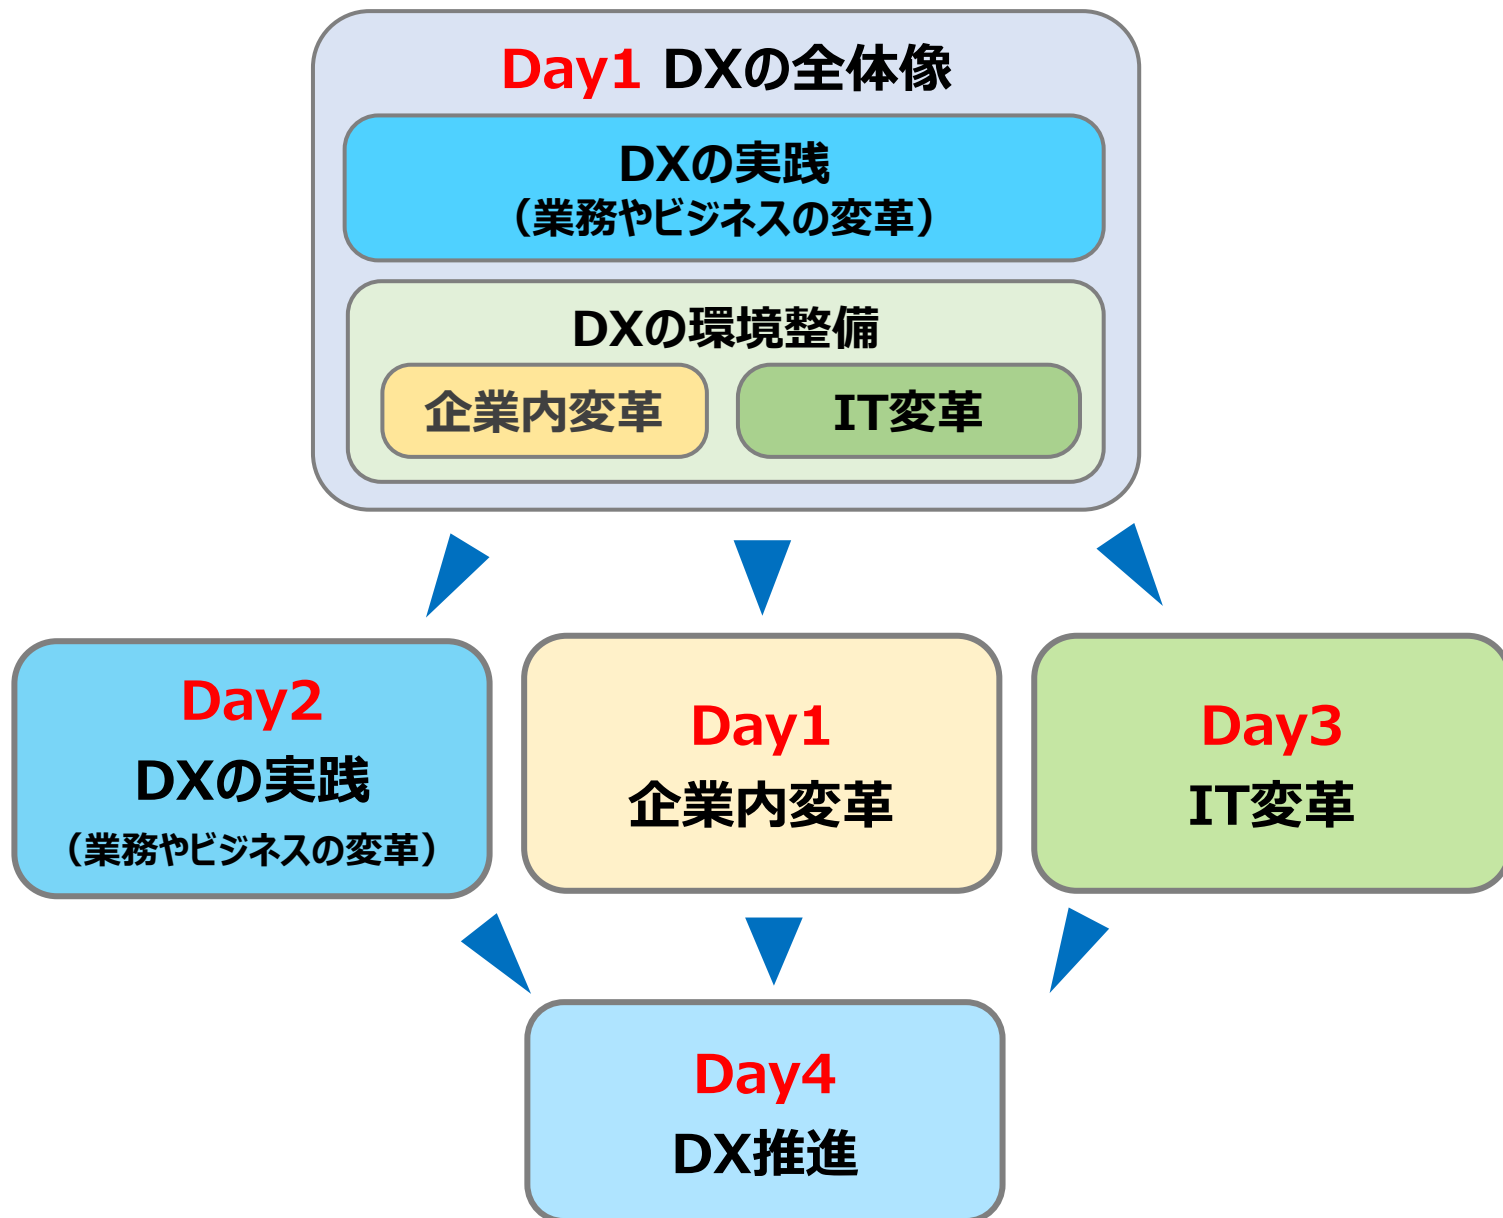 Day1 DXの全体像
DXの実践
（業務やビジネスの変革）
DXの環境整備
企業内変革
IT変革
Day2
DXの実践
（業務やビジネスの変革）
Day1
企業内変革
Day3
IT変革
Day4
DX推進